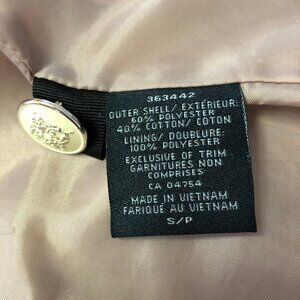 363442
OUTER SHELL/ EXTÉRIEUR:
60% POLYESTER
40% COTTON/ COTON
LINING/ DOUBLURE:
100% POLYESTER
EXCLUSIVE OF TRIM
GARNITURES NON
COMPRISES
CA 04754
MADE IN VIETNAM
FARIQUÉ AU VIETNAM
S/P